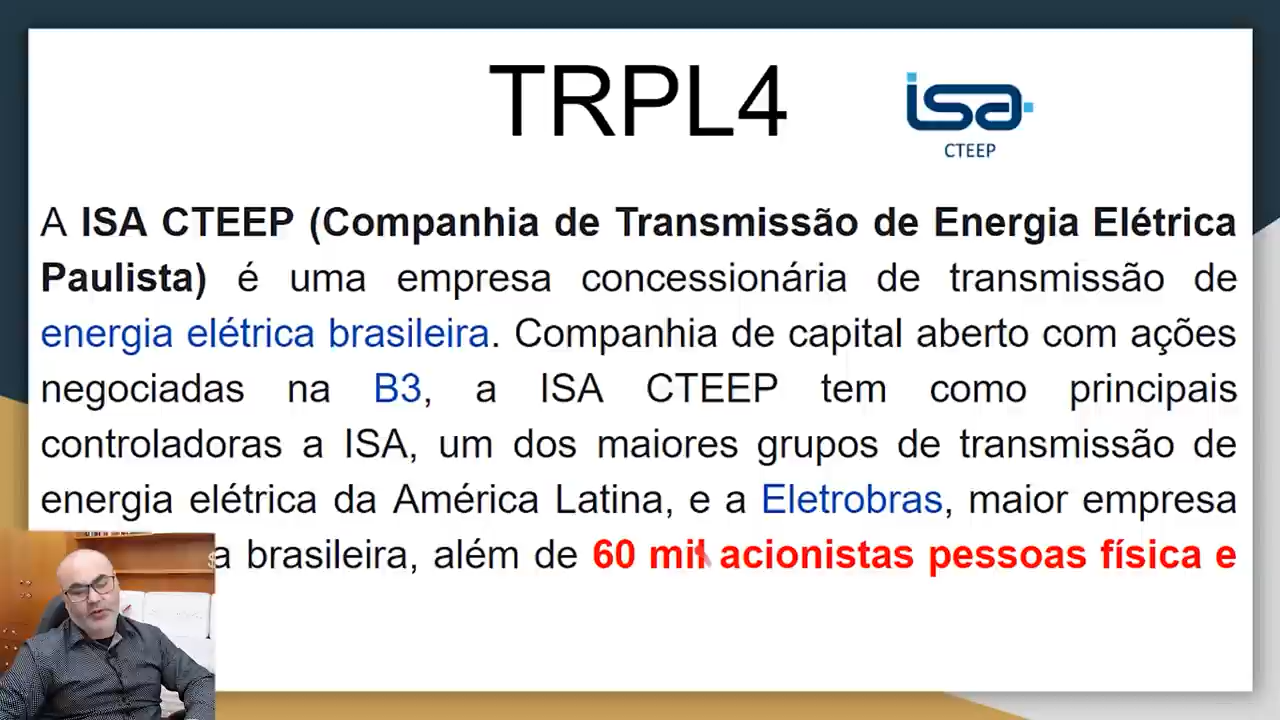 TRPL4
isa
CTEEP
A ISA CTEEP (Companhia de Transmissão de Energia Elétrica
Paulista) é uma empresa concessionária de transmissão de
energia elétrica brasileira. Companhia de capital aberto com ações
negociadas na B3, a ISA CTEEP tem como principais
controladoras a ISA, um dos maiores grupos de transmissão de
energia elétrica da América Latina, e a Eletrobras, maior empresa
a brasileira, além de 60 mil acionistas pessoas física e